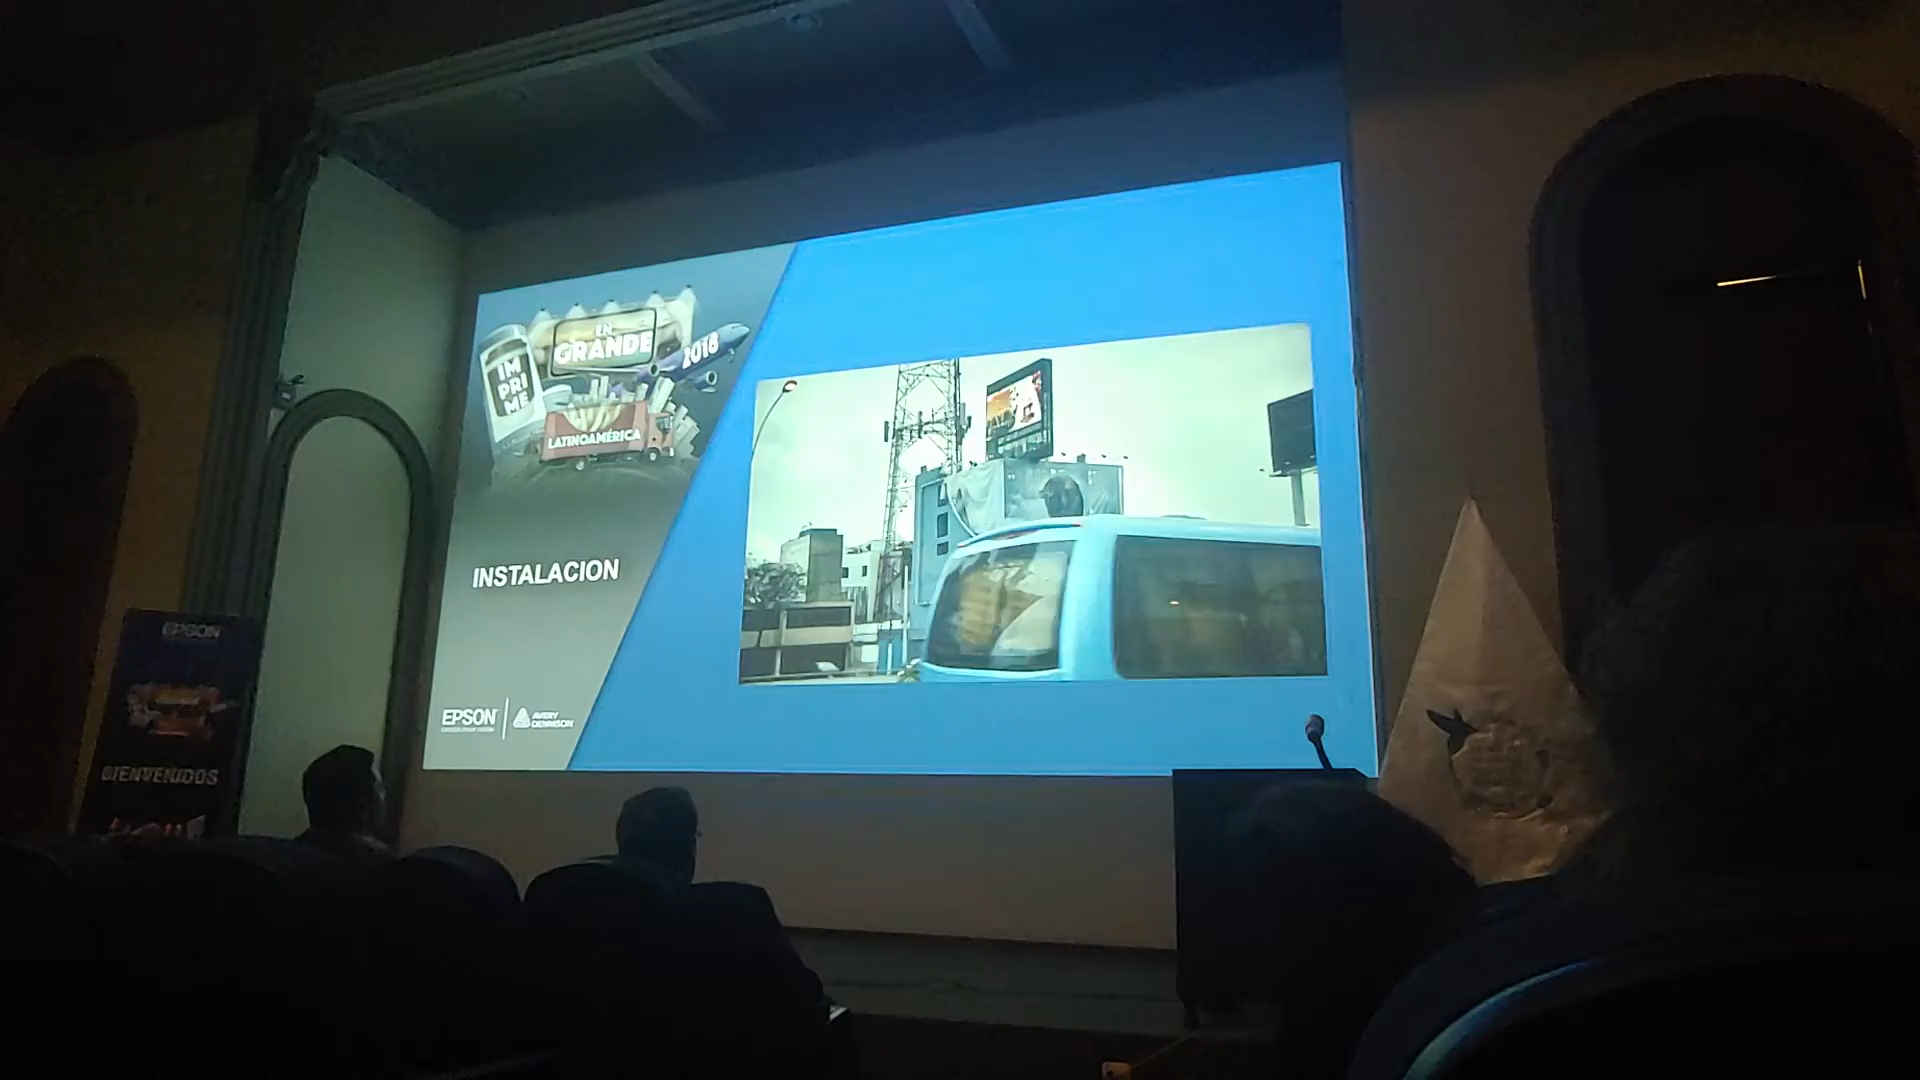 EN
GRANDE
2018
IM
PRI
ME
LATINOAMÉRICA
INSTALACION
EPSON
AVERY
DENNISON
EPSON
BIENVENIDOS